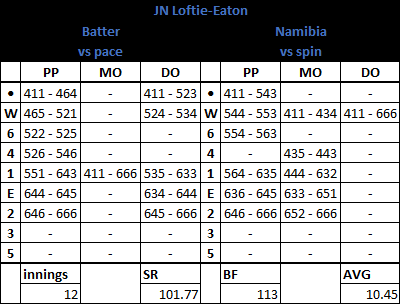 JN Loftie-Eaton
Batter Namibia
vs pace vs spin
PP MO DO PP MO DO
• 411 - 464 - 411 - 523 • 411 - 543 - -
W 465 - 521 - 524 - 534 W 544 - 553 411 - 434 411 - 666
6 522 - 525 - - 6 554 - 563 - -
4 526 - 546 - - 4 - 435 - 443 -
1 551 - 643 411 - 666 535 - 633 1 564 - 635 444 - 632 -
E 644 - 645 - 634 - 644 E 636 - 645 633 - 651 -
2 646 - 666 - 645 - 666 2 646 - 666 652 - 666 -
3 - - - 3 - - -
5 - - - 5 - - -
innings SR BF AVG
12 101.77 113 10.45